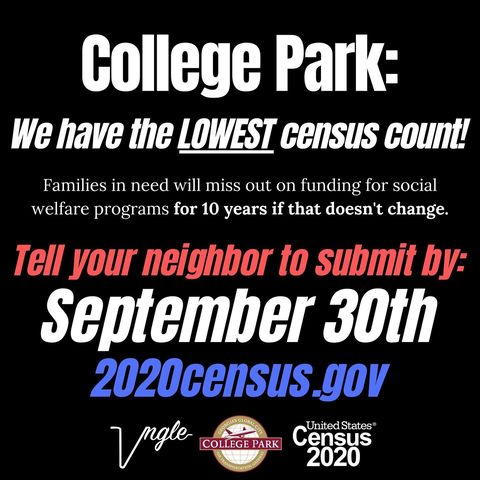 College Park:
We have the LOWEST census count!
Families in need will miss out on funding for social
welfare programs for 10 years if that doesn't change.
Tell your neighbor to submit by:
September 30th
2020census.gov
Vngle
COLLEGE PARK
United States®
Census
2020